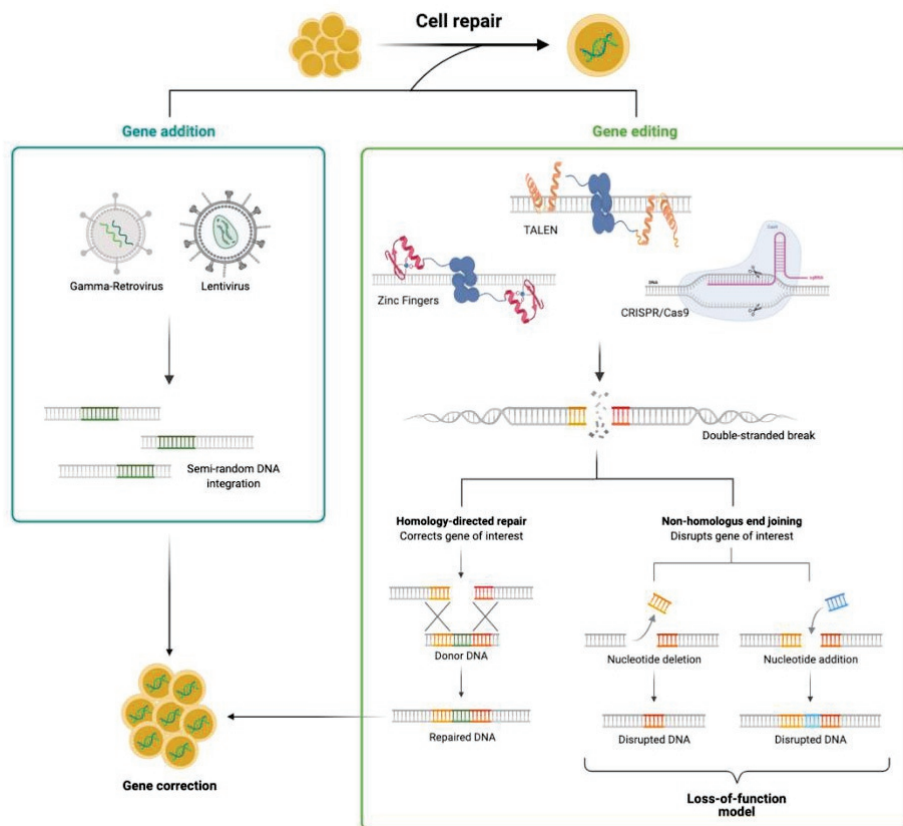 Cell repair
Gene addition
Gene editing
TALEN
Gamma-Retrovirus
Lentivirus
Zinc Fingers
DNA
sgRNA
CRISPR/Cas9
Double-stranded break
Semi-random DNA
integration
Homology-directed repair
Corrects gene of interest
Non-homologus end joining
Disrupts gene of interest
Donor DNA
Nucleotide deletion
Nucleotide addition
Repaired DNA
Disrupted DNA
Disrupted DNA
Gene correction
Loss-of-function
model